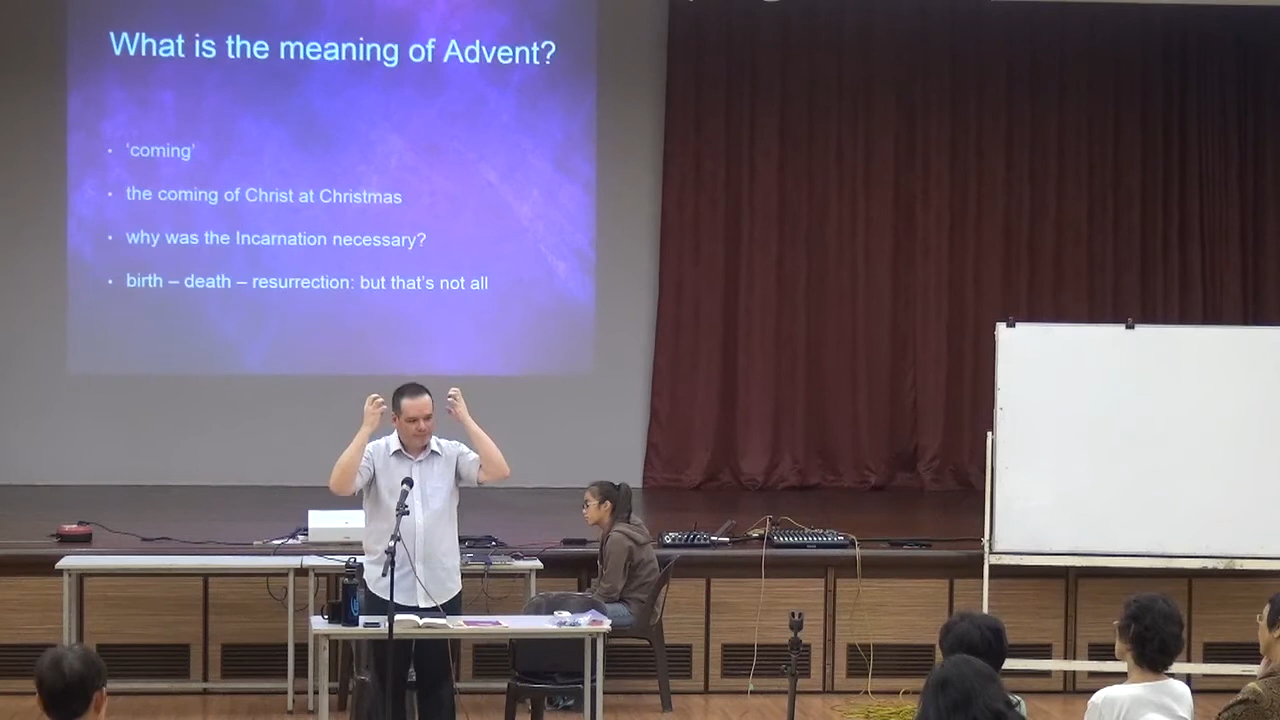 What is the meaning of Advent?
• 'coming'
• the coming of Christ at Christmas
• why was the Incarnation necessary?
• birth – death – resurrection: but that's not all